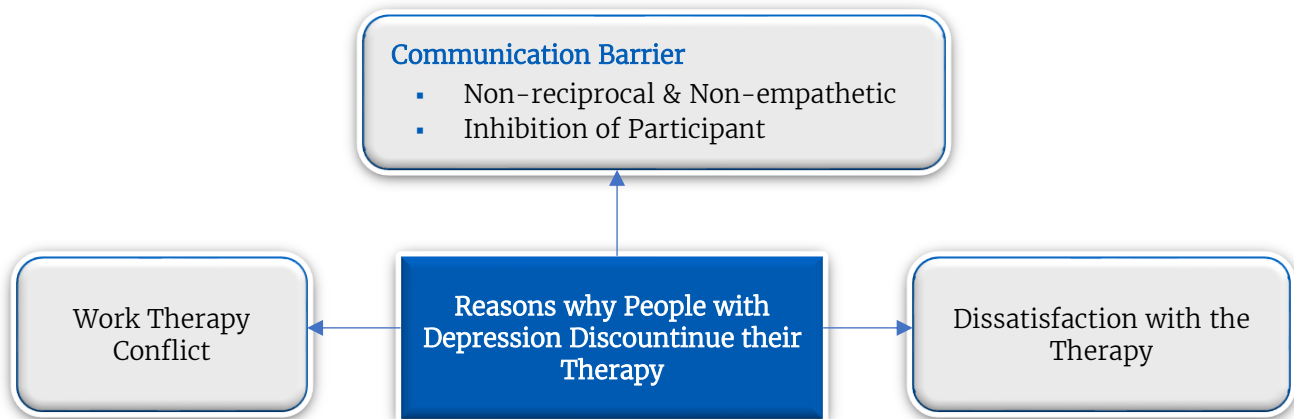 Communication Barrier
▪ Non-reciprocal & Non-empathetic
▪ Inhibition of Participant
Work Therapy
Conflict
Reasons why People with
Depression Discountinue their
Therapy
Dissatisfaction with the
Therapy